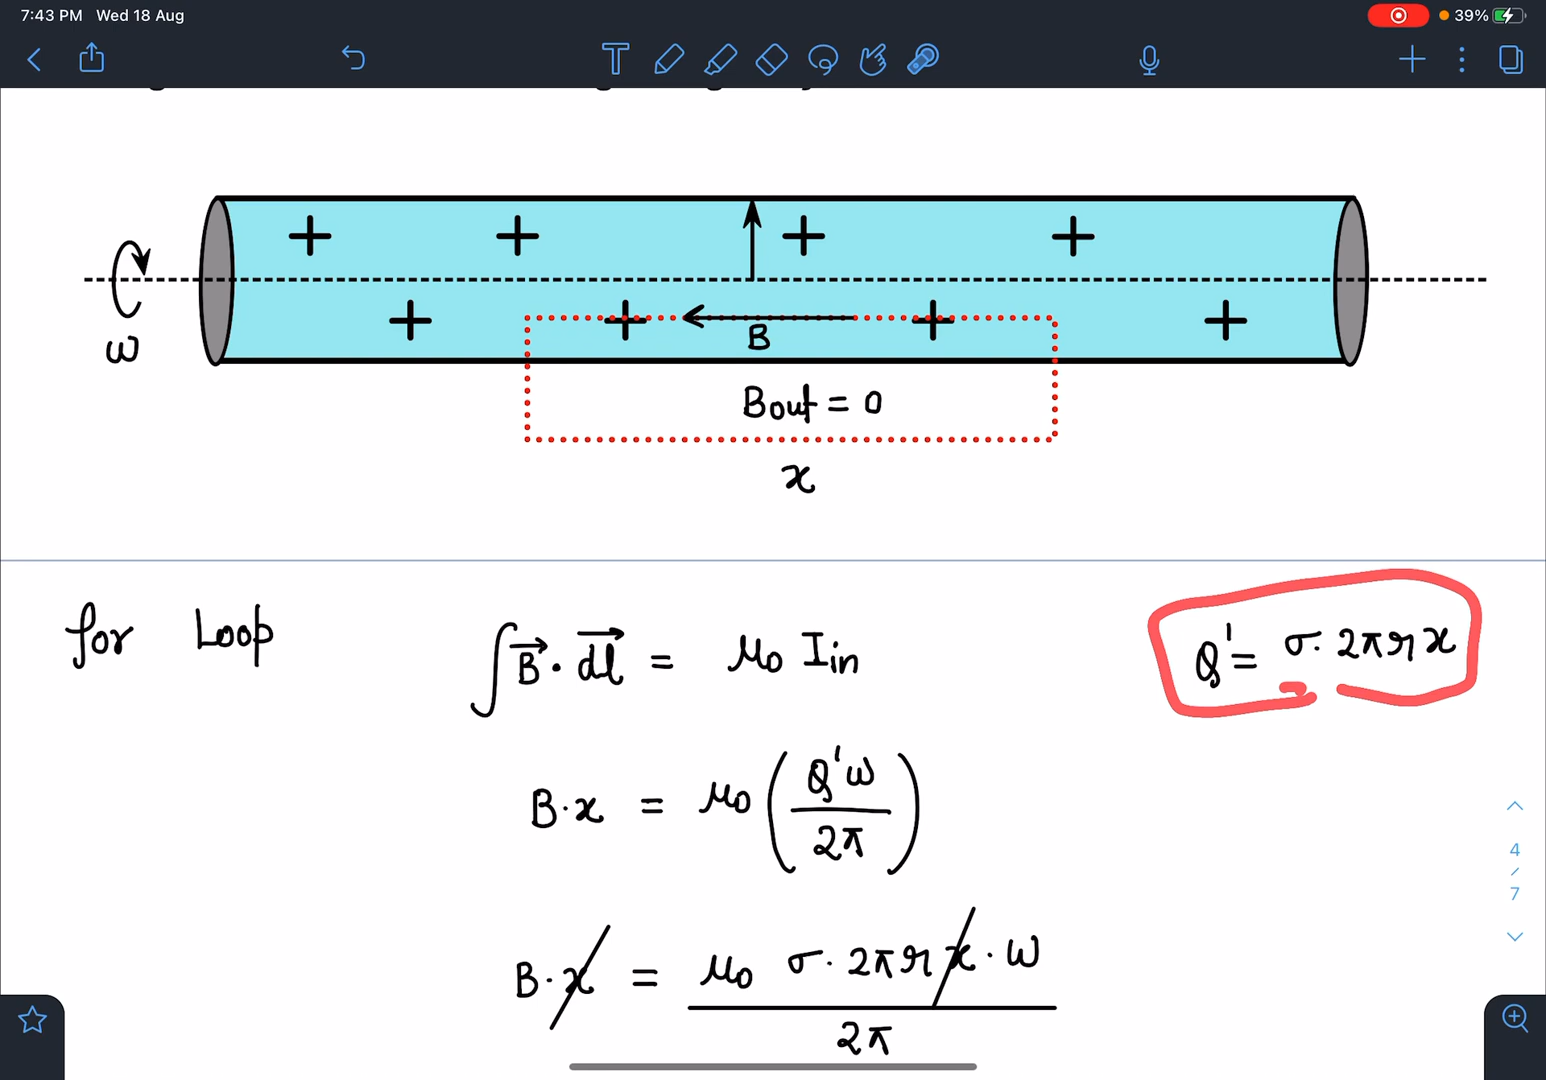 7:43 PM Wed 18 Aug
39%
ω
B
Bout = 0
x
for Loop
∫B⃗ · dl⃗ = μ₀ Iin
Q' = σ · 2πrx
B · x = μ₀ (Q'ω / 2π)
B · x = μ₀ σ · 2πrx · ω / 2π
4
/
7